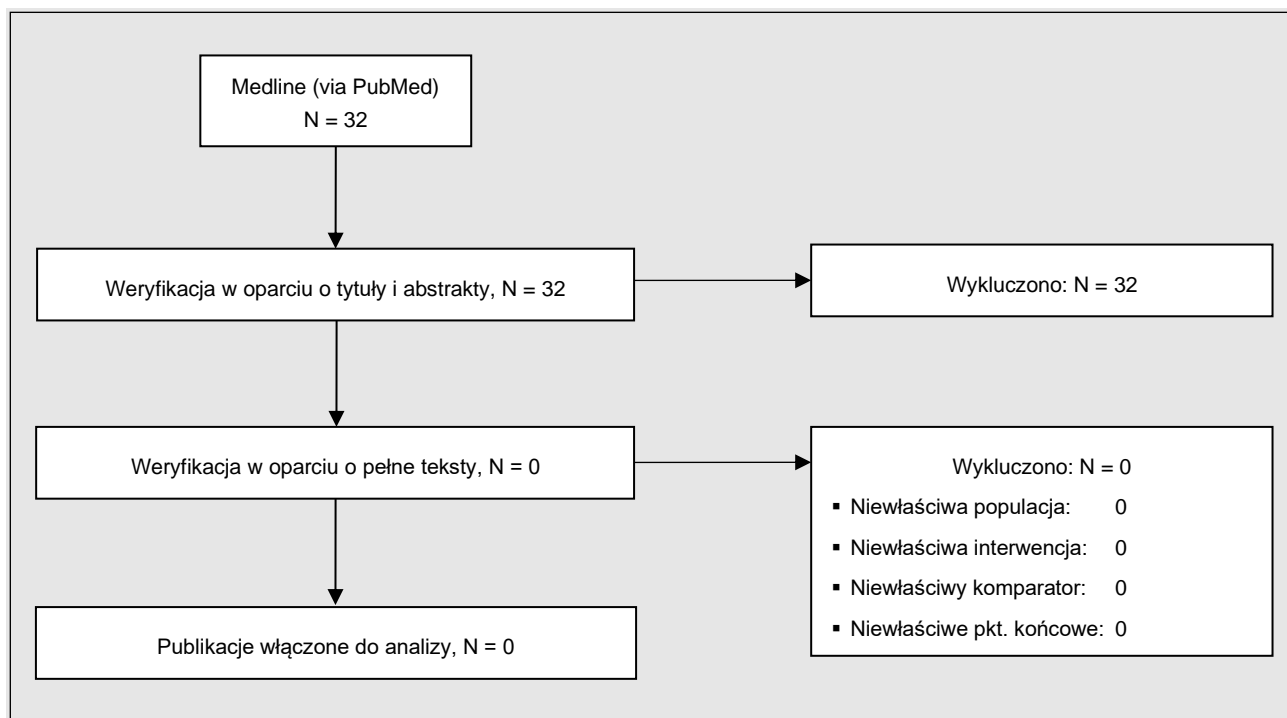 Medline (via PubMed)
N = 32
Weryfikacja w oparciu o tytuły i abstrakty, N = 32
Wykluczono: N = 32
Weryfikacja w oparciu o pełne teksty, N = 0
Wykluczono: N = 0
▪ Niewłaściwa populacja: 0
▪ Niewłaściwa interwencja: 0
▪ Niewłaściwy komparator: 0
▪ Niewłaściwe pkt. końcowe: 0
Publikacje włączone do analizy, N = 0